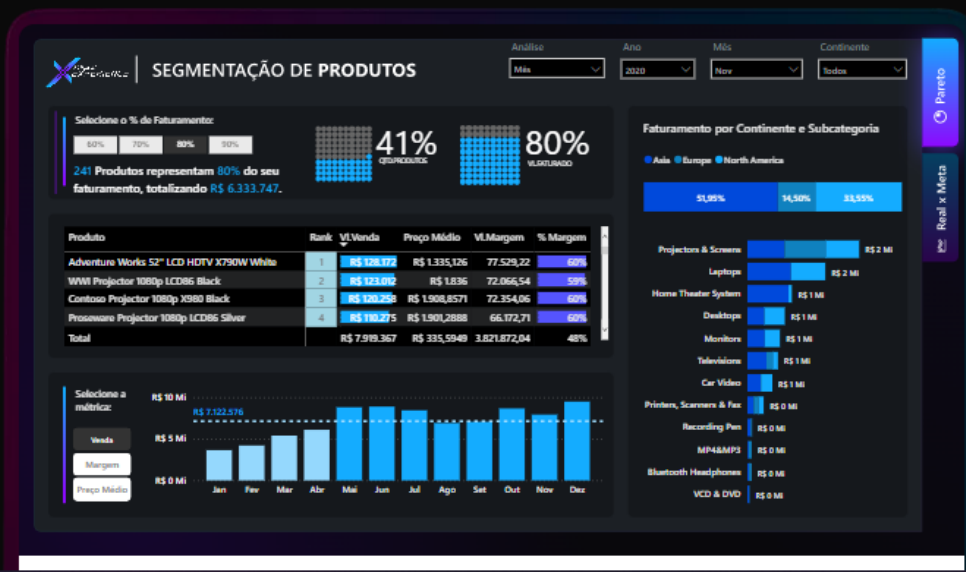 SEGMENTAÇÃO DE PRODUTOS
Análise
Mês
Ano
2020
Mês
Nov
Continente
Todos
Pareto
Real x Meta
Selecione o % de Faturamento:
60% 70% 80% 90%
241 Produtos representam 80% do seu
faturamento, totalizando R$ 6.333.747.
41%
QTD.PRODUTOS
80%
VL.FATURADO
Produto Rank Vl.Venda Preço Médio Vl.Margem % Margem
Adventure Works 52" LCD HDTV X790W White 1 R$ 128.172 R$ 1.335,126 77.529,22 60%
WWI Projector 1080p LCD86 Black 2 R$ 123.012 R$ 1.836 72.066,54 59%
Contoso Projector 1080p X980 Black 3 R$ 120.258 R$ 1.908,8571 72.354,06 60%
Proseware Projector 1080p LCD86 Silver 4 R$ 110.275 R$ 1.901,2888 66.172,71 60%
Total R$ 7.919.367 R$ 335,5949 3.821.872,04 48%
Selecione a
métrica:
Venda
Margem
Preço Médio
R$ 10 Mi
R$ 7.122.576
R$ 5 Mi
R$ 0 Mi
Jan Fev Mar Abr Mai Jun Jul Ago Set Out Nov Dez
Faturamento por Continente e Subcategoria
Asia Europe North America
51,95% 14,50% 33,55%
Projectors & Screens R$ 2 Mi
Laptops R$ 2 Mi
Home Theater System R$ 1 Mi
Desktops R$ 1 Mi
Monitors R$ 1 Mi
Televisions R$ 1 Mi
Car Video R$ 1 Mi
Printers, Scanners & Fax R$ 0 Mi
Recording Pen R$ 0 Mi
MP4&MP3 R$ 0 Mi
Bluetooth Headphones R$ 0 Mi
VCD & DVD R$ 0 Mi